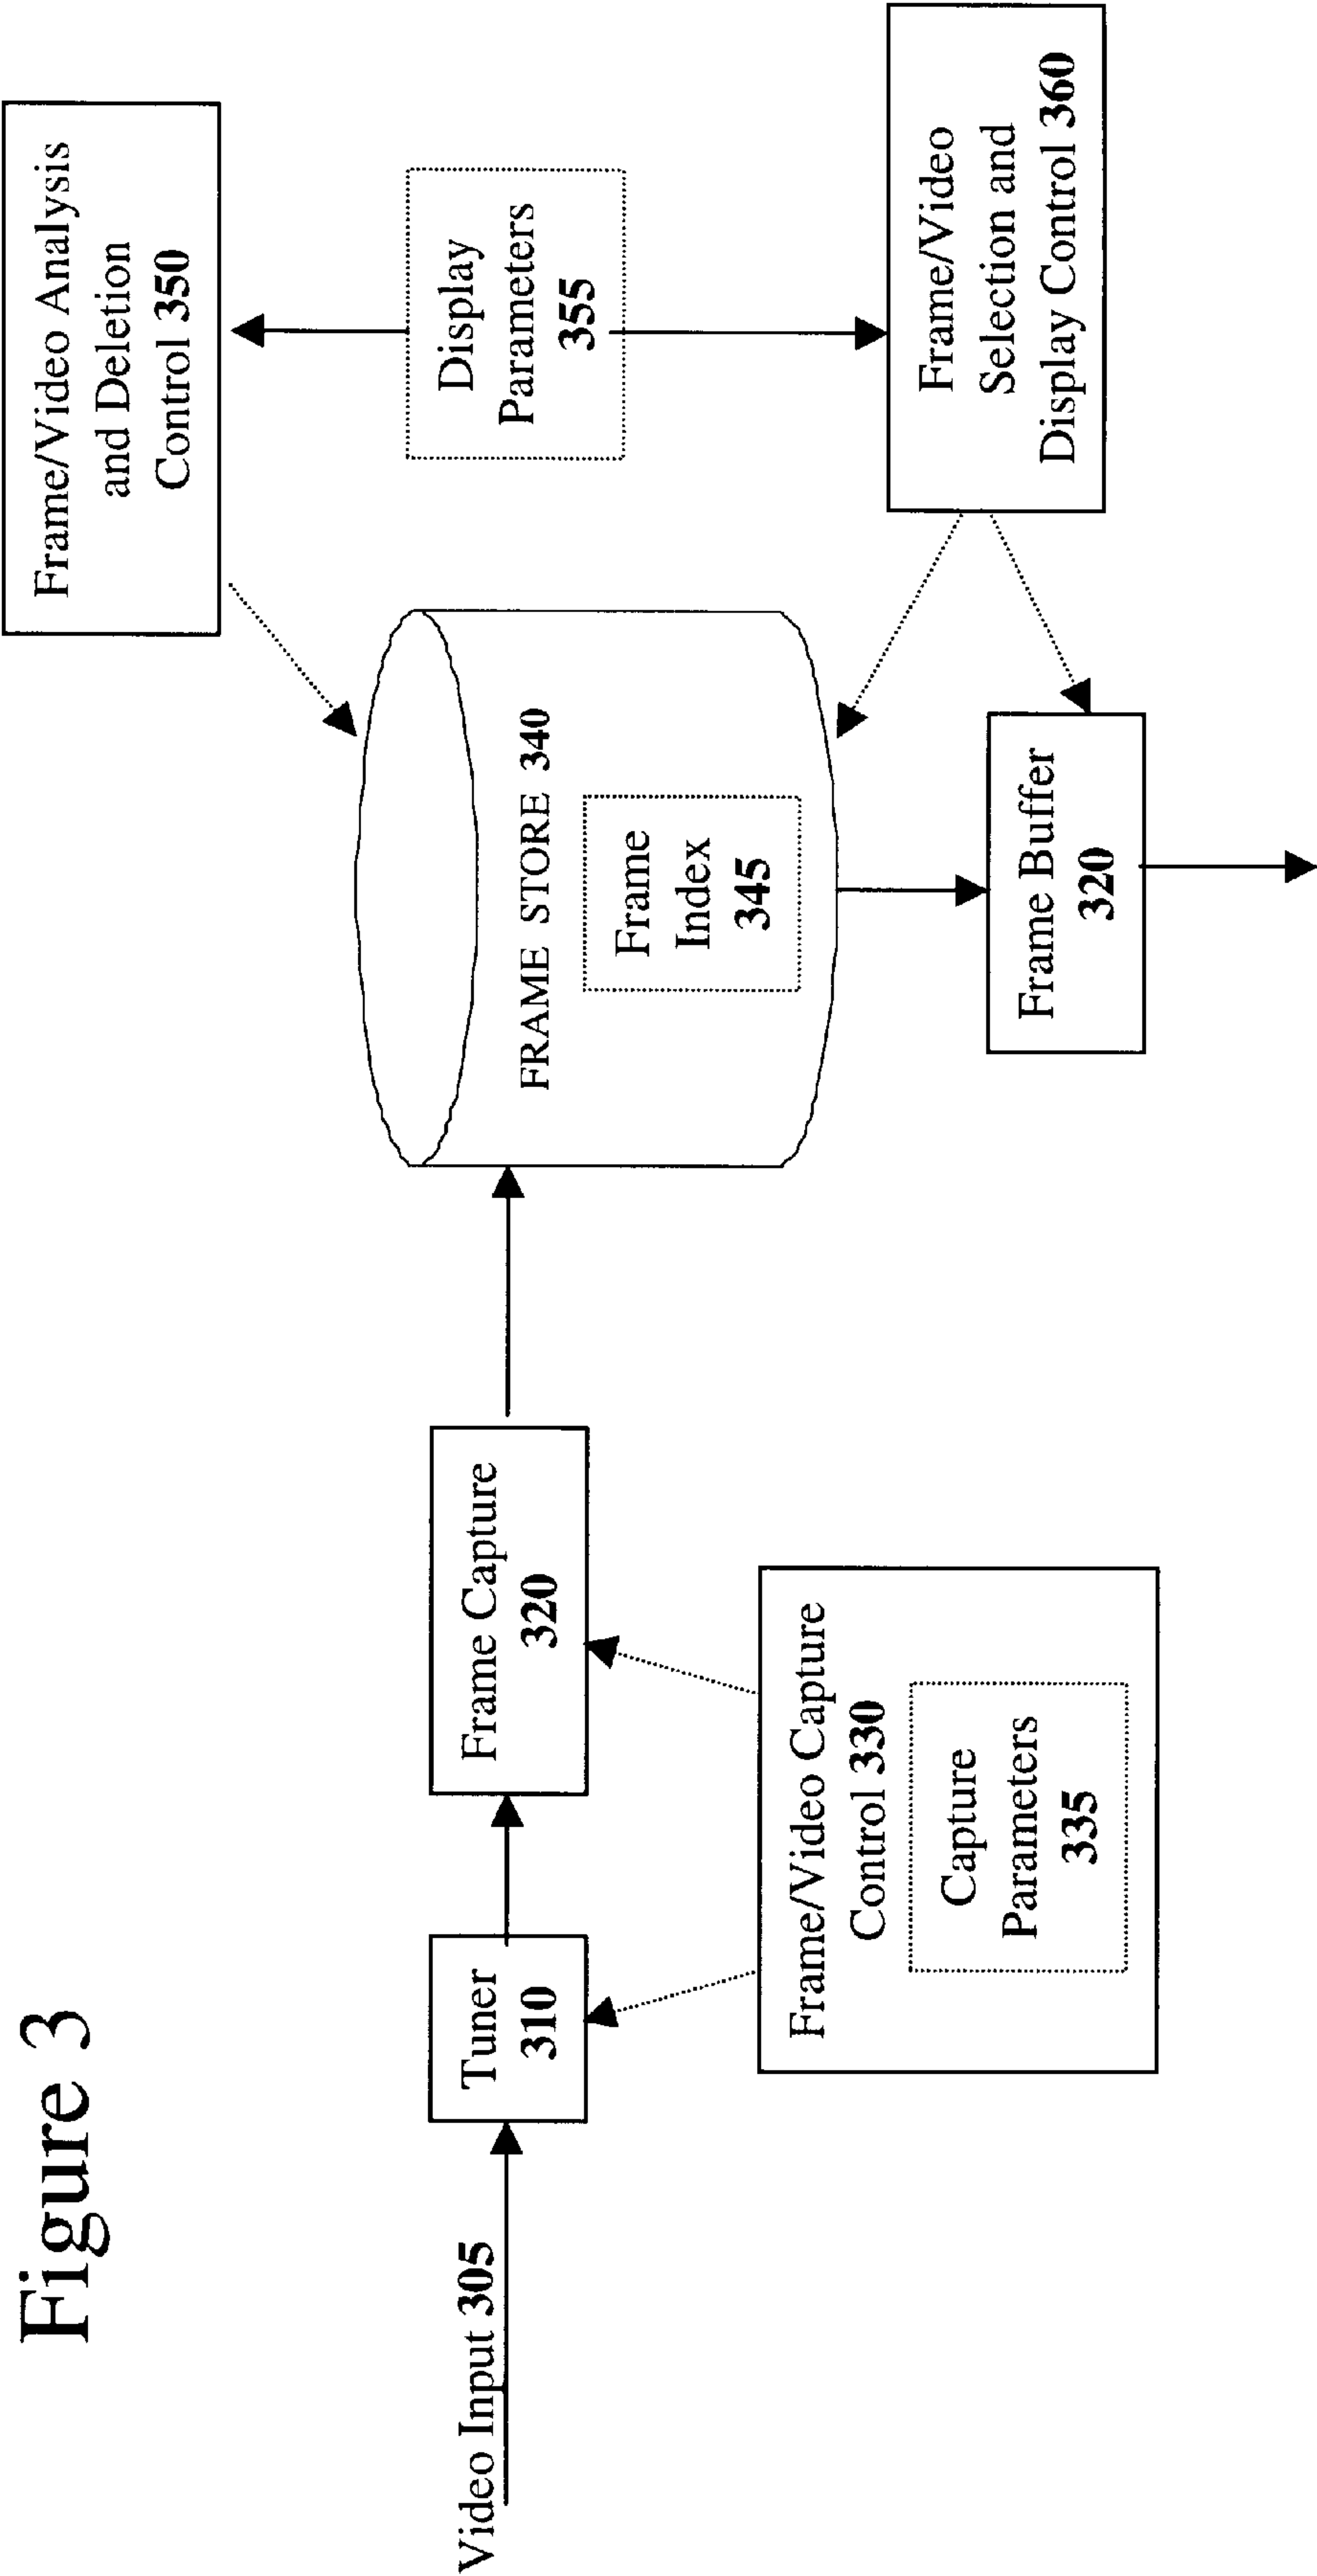 Figure 3
Frame/Video Analysis
and Deletion
Control 350
Display
Parameters
355
Frame/Video
Selection and
Display Control 360
FRAME STORE 340
Frame
Index
345
Frame Buffer
320
Frame Capture
320
Tuner
310
Video Input 305
Frame/Video Capture
Control 330
Capture
Parameters
335